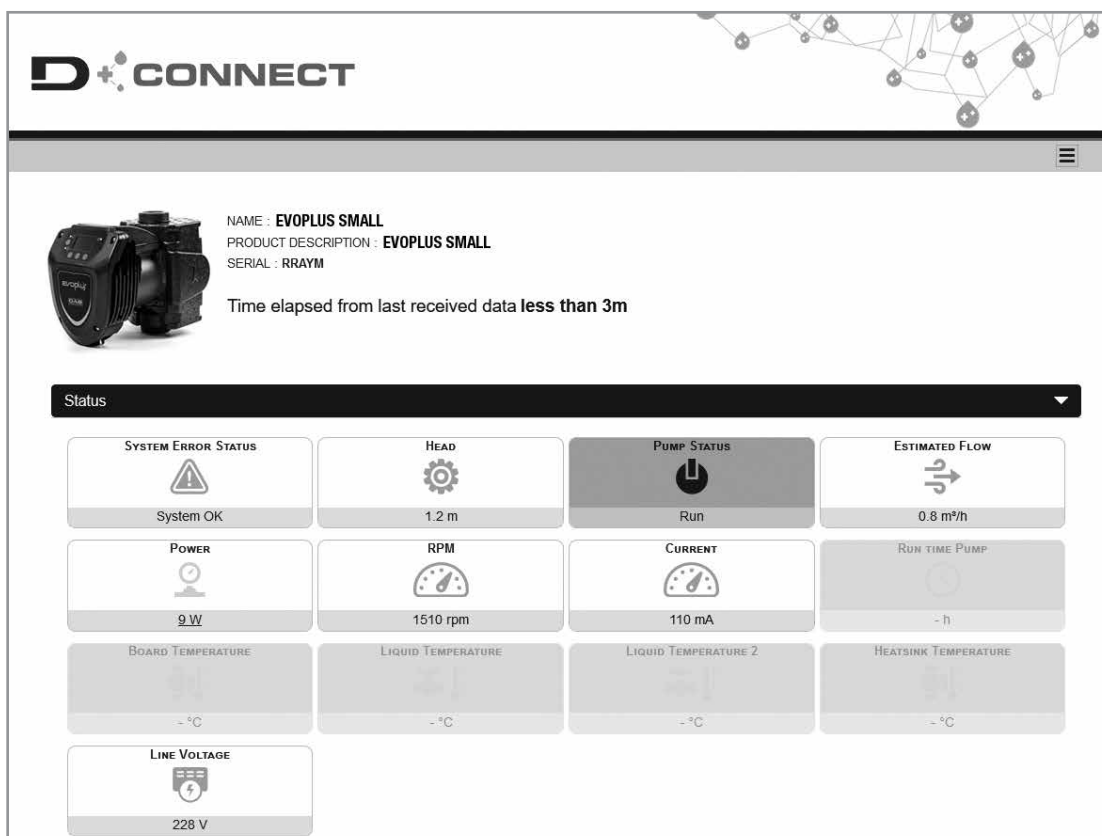 D+CONNECT
NAME : EVOPLUS SMALL
PRODUCT DESCRIPTION : EVOPLUS SMALL
SERIAL : RRAYM
Time elapsed from last received data less than 3m
evoplus
DAB
Status
SYSTEM ERROR STATUS
System OK
HEAD
1.2 m
PUMP STATUS
Run
ESTIMATED FLOW
0.8 m³/h
POWER
9 W
RPM
1510 rpm
CURRENT
110 mA
RUN TIME PUMP
- h
BOARD TEMPERATURE
- °C
LIQUID TEMPERATURE
- °C
LIQUID TEMPERATURE 2
- °C
HEATSINK TEMPERATURE
- °C
LINE VOLTAGE
228 V